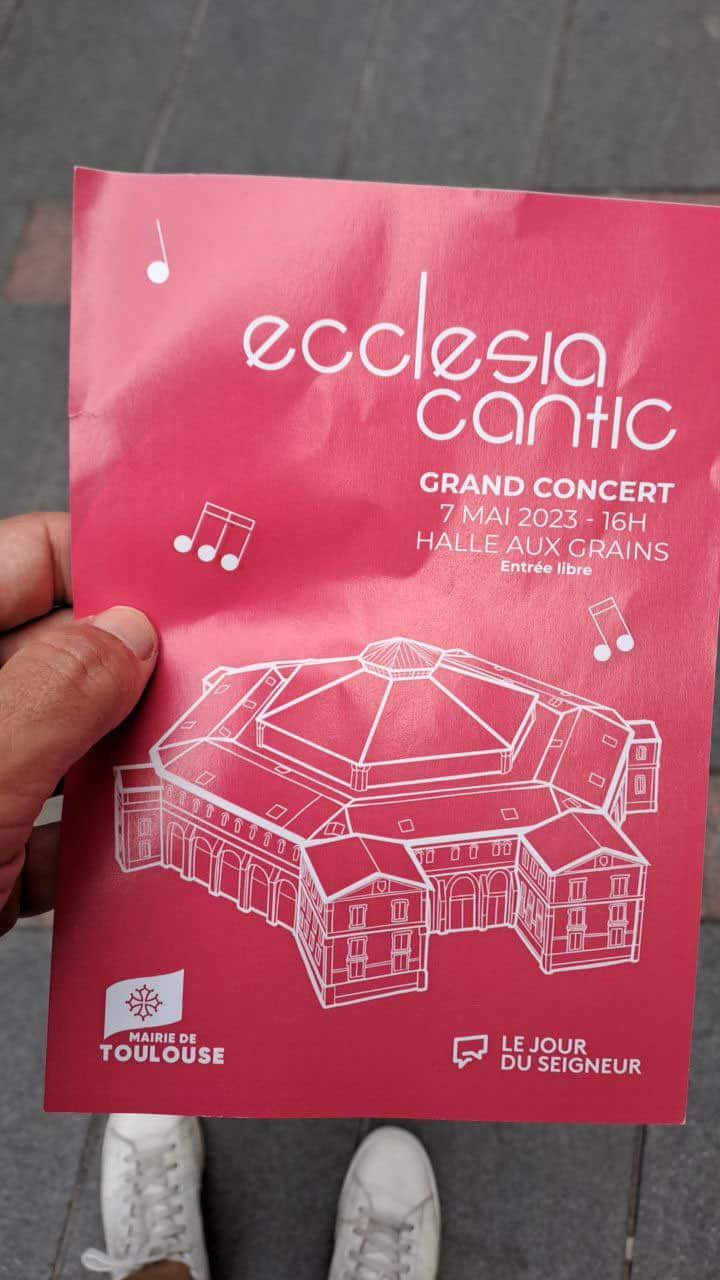 ecclesia
cantic
GRAND CONCERT
7 MAI 2023 - 16H
HALLE AUX GRAINS
Entrée libre
MAIRIE DE
TOULOUSE
LE JOUR
DU SEIGNEUR